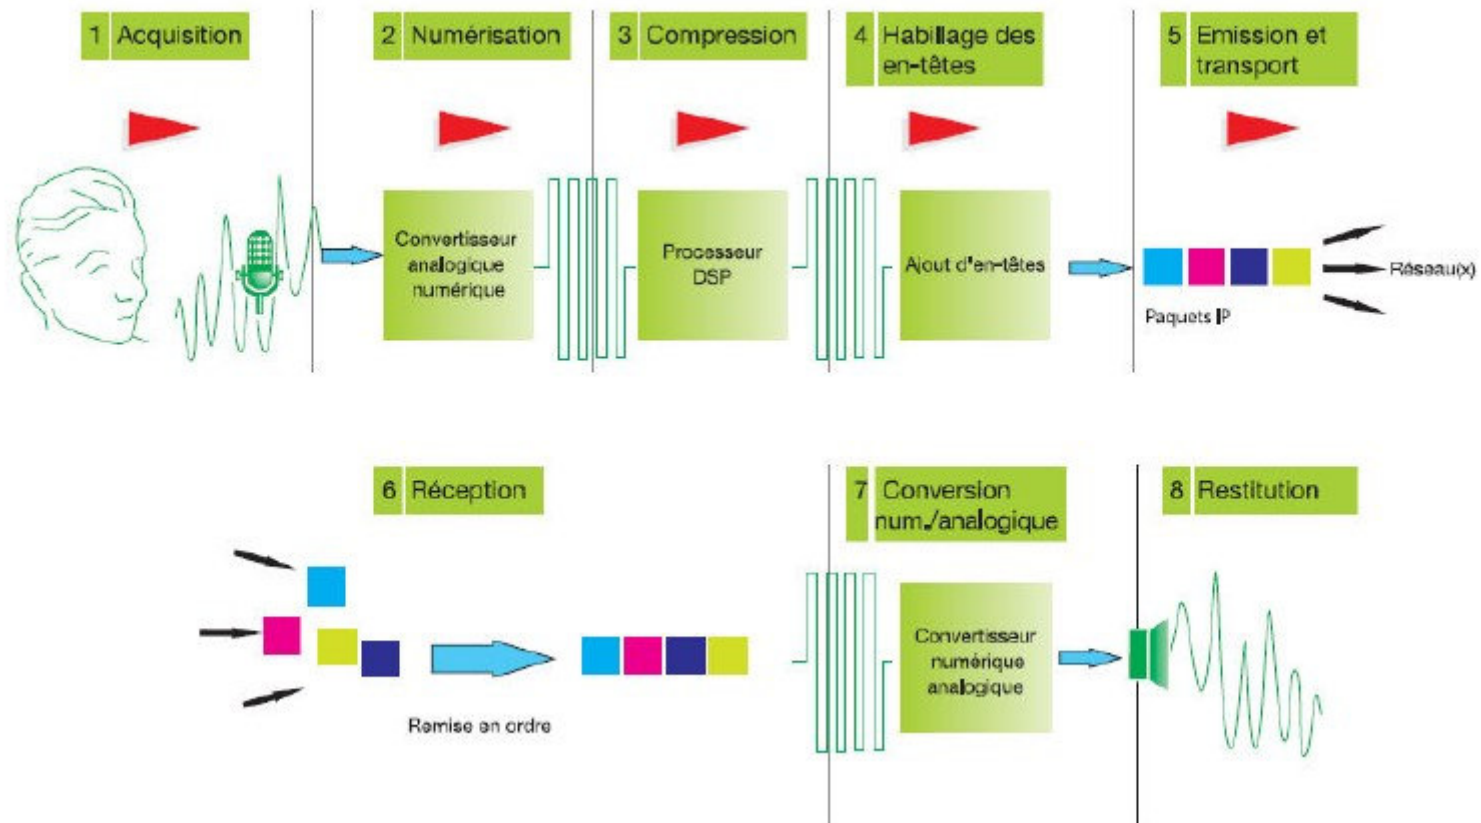 1 Acquisition
2 Numérisation
3 Compression
4 Habillage des
en-têtes
5 Emission et
transport
Convertisseur
analogique
numérique
Processeur
DSP
Ajout d'en-têtes
Réseau(x)
Paquets IP
6 Réception
7 Conversion
num./analogique
8 Restitution
Remise en ordre
Convertisseur
numérique
analogique